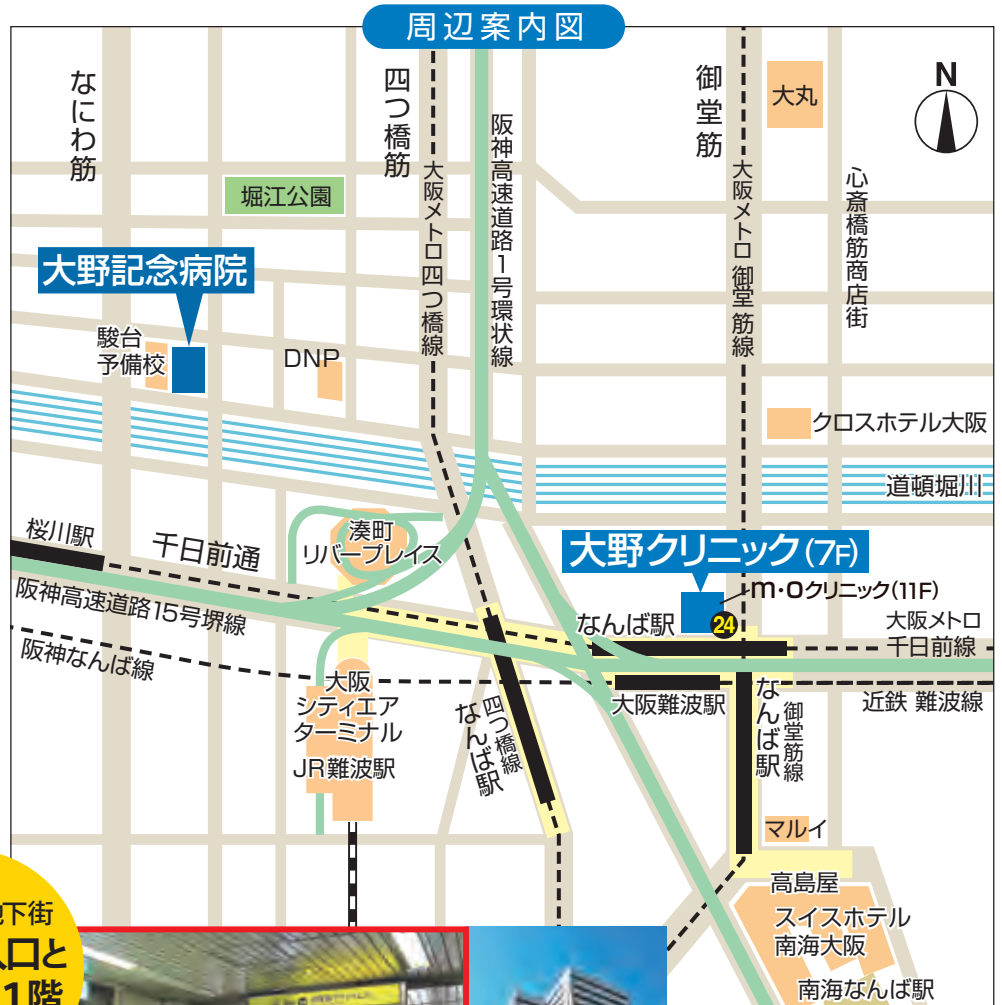 周辺案内図
なにわ筋
四つ橋筋
御堂筋
大丸
N
堀江公園
大阪メトロ 四つ橋線
阪神高速道路1号環状線
大阪メトロ 御堂筋線
心斎橋筋商店街
大野記念病院
駿台
予備校
DNP
クロスホテル大阪
道頓堀川
桜川駅
千日前通
湊町
リバープレイス
大野クリニック(7F)
m・oクリニック(11F)
24
なんば駅
大阪メトロ
千日前線
阪神高速道路15号堺線
阪神なんば線
大阪
シティエア
ターミナル
JR難波駅
四つ橋線
なんば駅
大阪難波駅
なんば駅
御堂筋線
近鉄 難波線
マルイ
高島屋
スイスホテル
南海大阪
南海なんば駅
下街
口と
1階